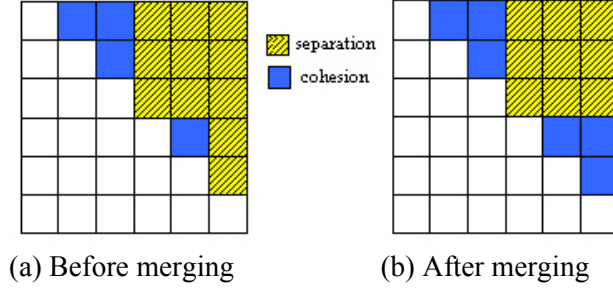 separation
cohesion
(a) Before merging
(b) After merging